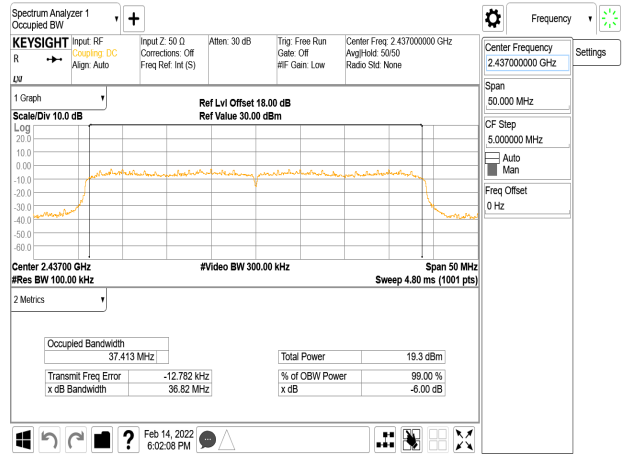 Spectrum Analyzer 1
Occupied BW
Frequency
KEYSIGHT
R
Input: RF
Coupling: DC
Align: Auto
Input Z: 50 Ω
Corrections: Off
Freq Ref: Int (S)
Atten: 30 dB
Trig: Free Run
Gate: Off
#IF Gain: Low
Center Freq: 2.437000000 GHz
Avg|Hold: 50/50
Radio Std: None
Center Frequency
2.437000000 GHz
Settings
Span
50.000 MHz
CF Step
5.000000 MHz
Auto
Man
Freq Offset
0 Hz
1 Graph
Scale/Div 10.0 dB
Ref Lvl Offset 18.00 dB
Ref Value 30.00 dBm
Log
20.0
10.0
0.00
-10.0
-20.0
-30.0
-40.0
-50.0
-60.0
Center 2.43700 GHz
#Res BW 100.00 kHz
#Video BW 300.00 kHz
Span 50 MHz
Sweep 4.80 ms (1001 pts)
2 Metrics
Occupied Bandwidth
37.413 MHz
Total Power 19.3 dBm
Transmit Freq Error -12.782 kHz
% of OBW Power 99.00 %
x dB Bandwidth 36.82 MHz
x dB -6.00 dB
?
Feb 14, 2022
6:02:08 PM